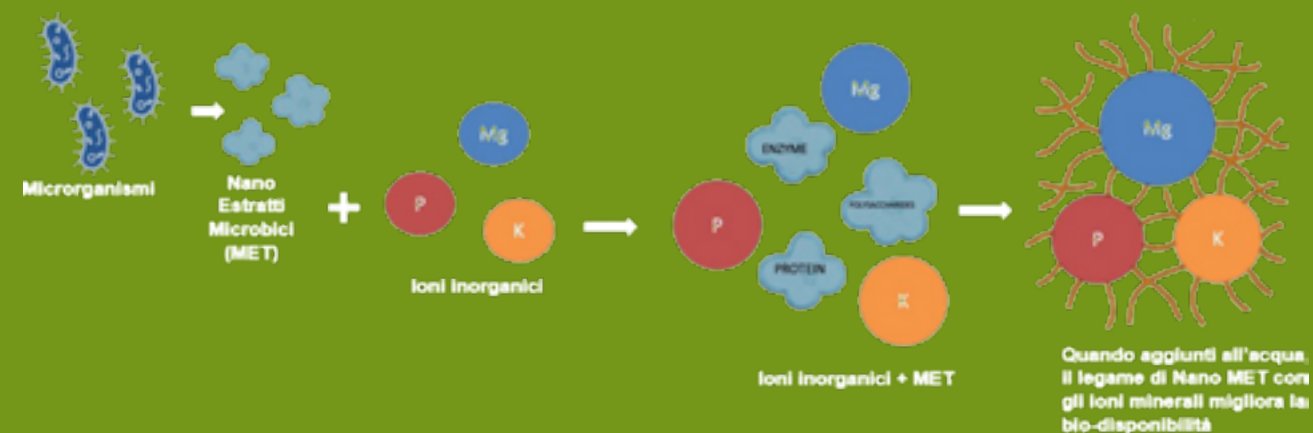 Microrganismi
Nano
Estratti
Microbici
(MET)
+
Mg
P
K
Ioni Inorganici
Mg
ENZYME
POLYSACCHARIDES
P
PROTEIN
K
Ioni Inorganici + MET
Mg
P
K
Quando aggiunti all'acqua,
il legame di Nano MET con
gli ioni minerali migliora la
bio-disponibilità